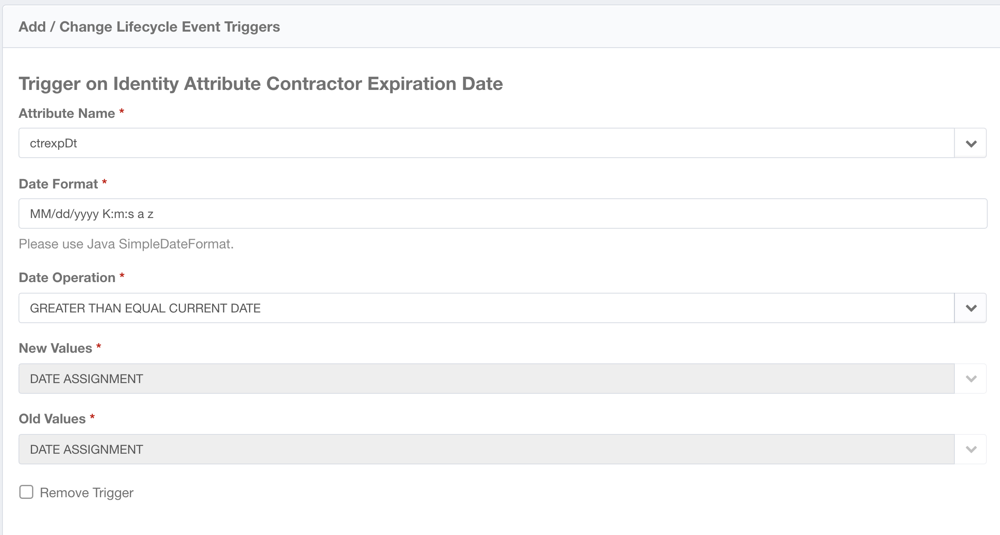 Add / Change Lifecycle Event Triggers
Trigger on Identity Attribute Contractor Expiration Date
Attribute Name *
ctrexpDt
Date Format *
MM/dd/yyyy K:m:s a z
Please use Java SimpleDateFormat.
Date Operation *
GREATER THAN EQUAL CURRENT DATE
New Values *
DATE ASSIGNMENT
Old Values *
DATE ASSIGNMENT
Remove Trigger